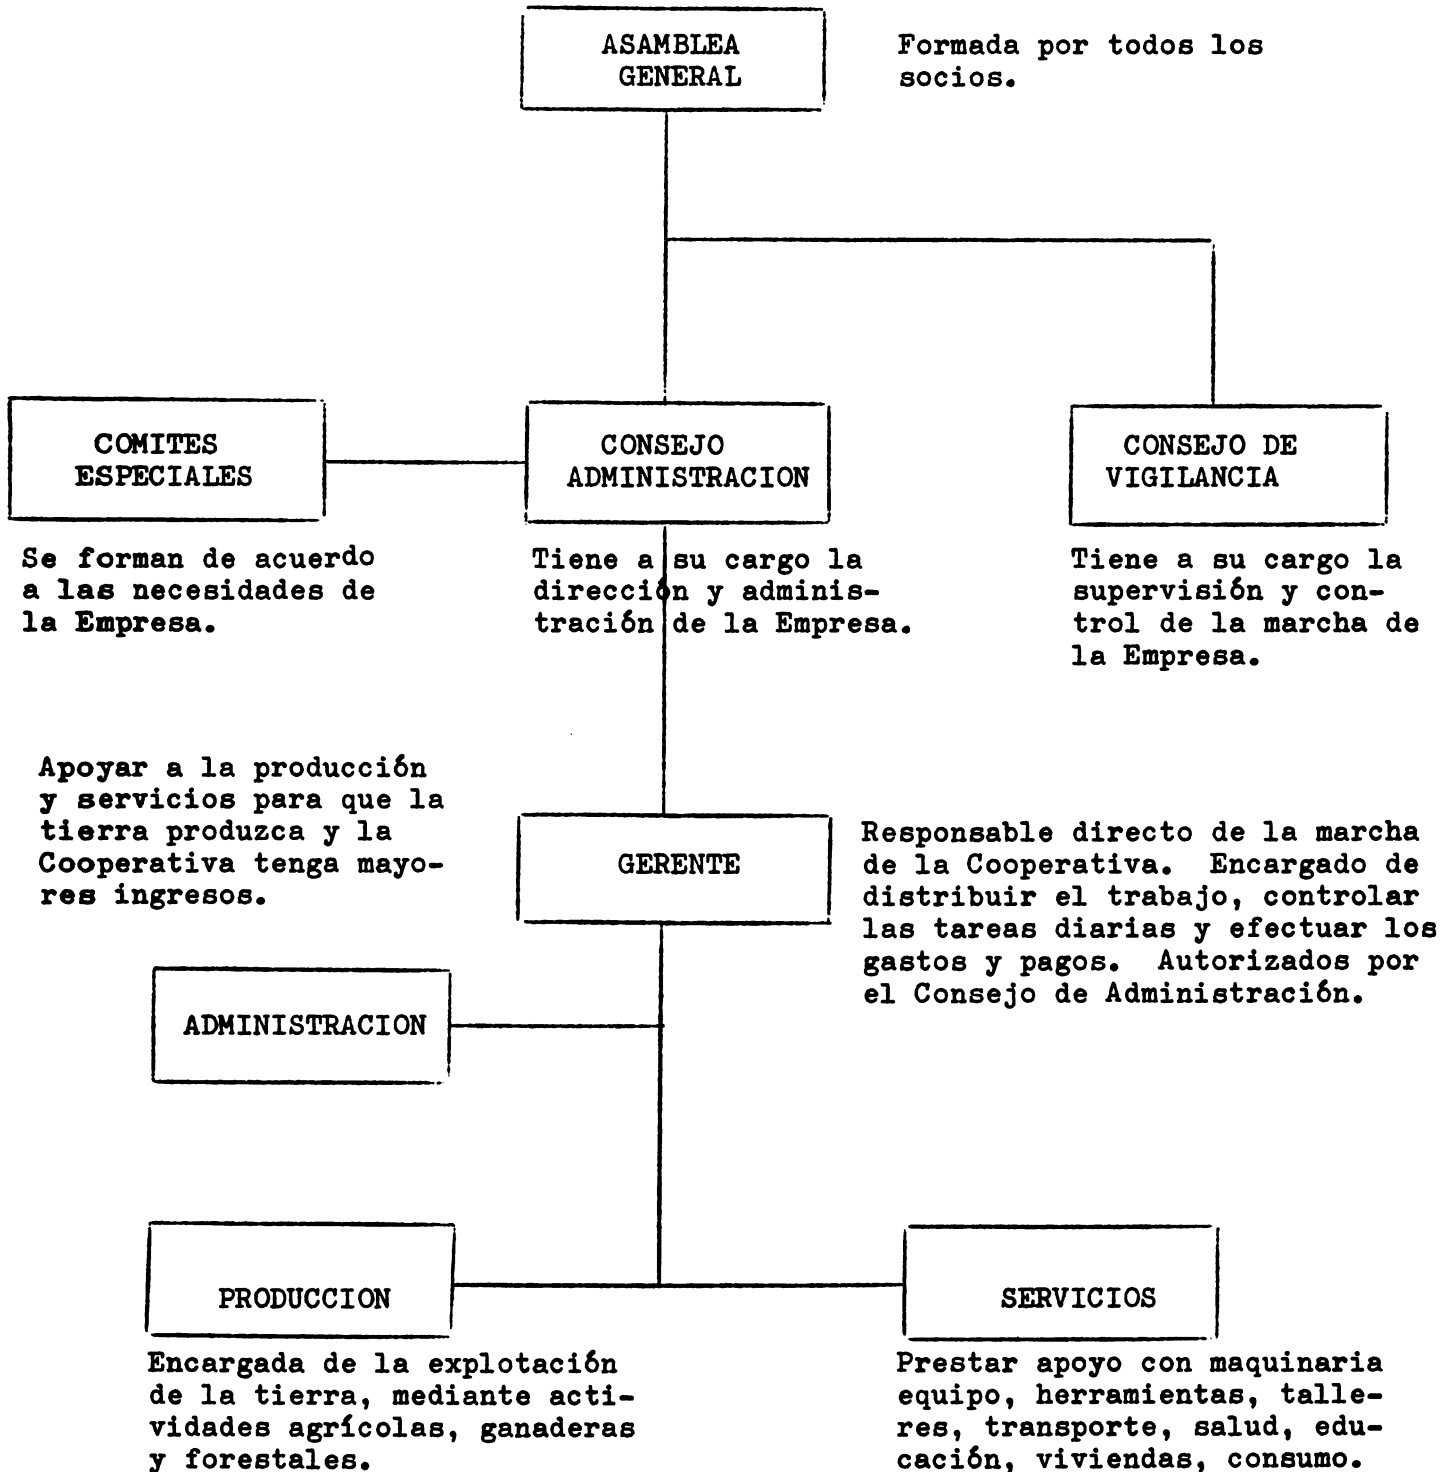 ASAMBLEA
GENERAL
Formada por todos los
socios.
COMITES
ESPECIALES
CONSEJO
ADMINISTRACION
CONSEJO DE
VIGILANCIA
Se forman de acuerdo
a las necesidades de
la Empresa.
Tiene a su cargo la
dirección y adminis-
tración de la Empresa.
Tiene a su cargo la
supervisión y con-
trol de la marcha de
la Empresa.
Apoyar a la producción
y servicios para que la
tierra produzca y la
Cooperativa tenga mayo-
res ingresos.
GERENTE
Responsable directo de la marcha
de la Cooperativa. Encargado de
distribuir el trabajo, controlar
las tareas diarias y efectuar los
gastos y pagos. Autorizados por
el Consejo de Administración.
ADMINISTRACION
PRODUCCION
SERVICIOS
Encargada de la explotación
de la tierra, mediante acti-
vidades agrícolas, ganaderas
y forestales.
Prestar apoyo con maquinaria
equipo, herramientas, talle-
res, transporte, salud, edu-
cación, viviendas, consumo.